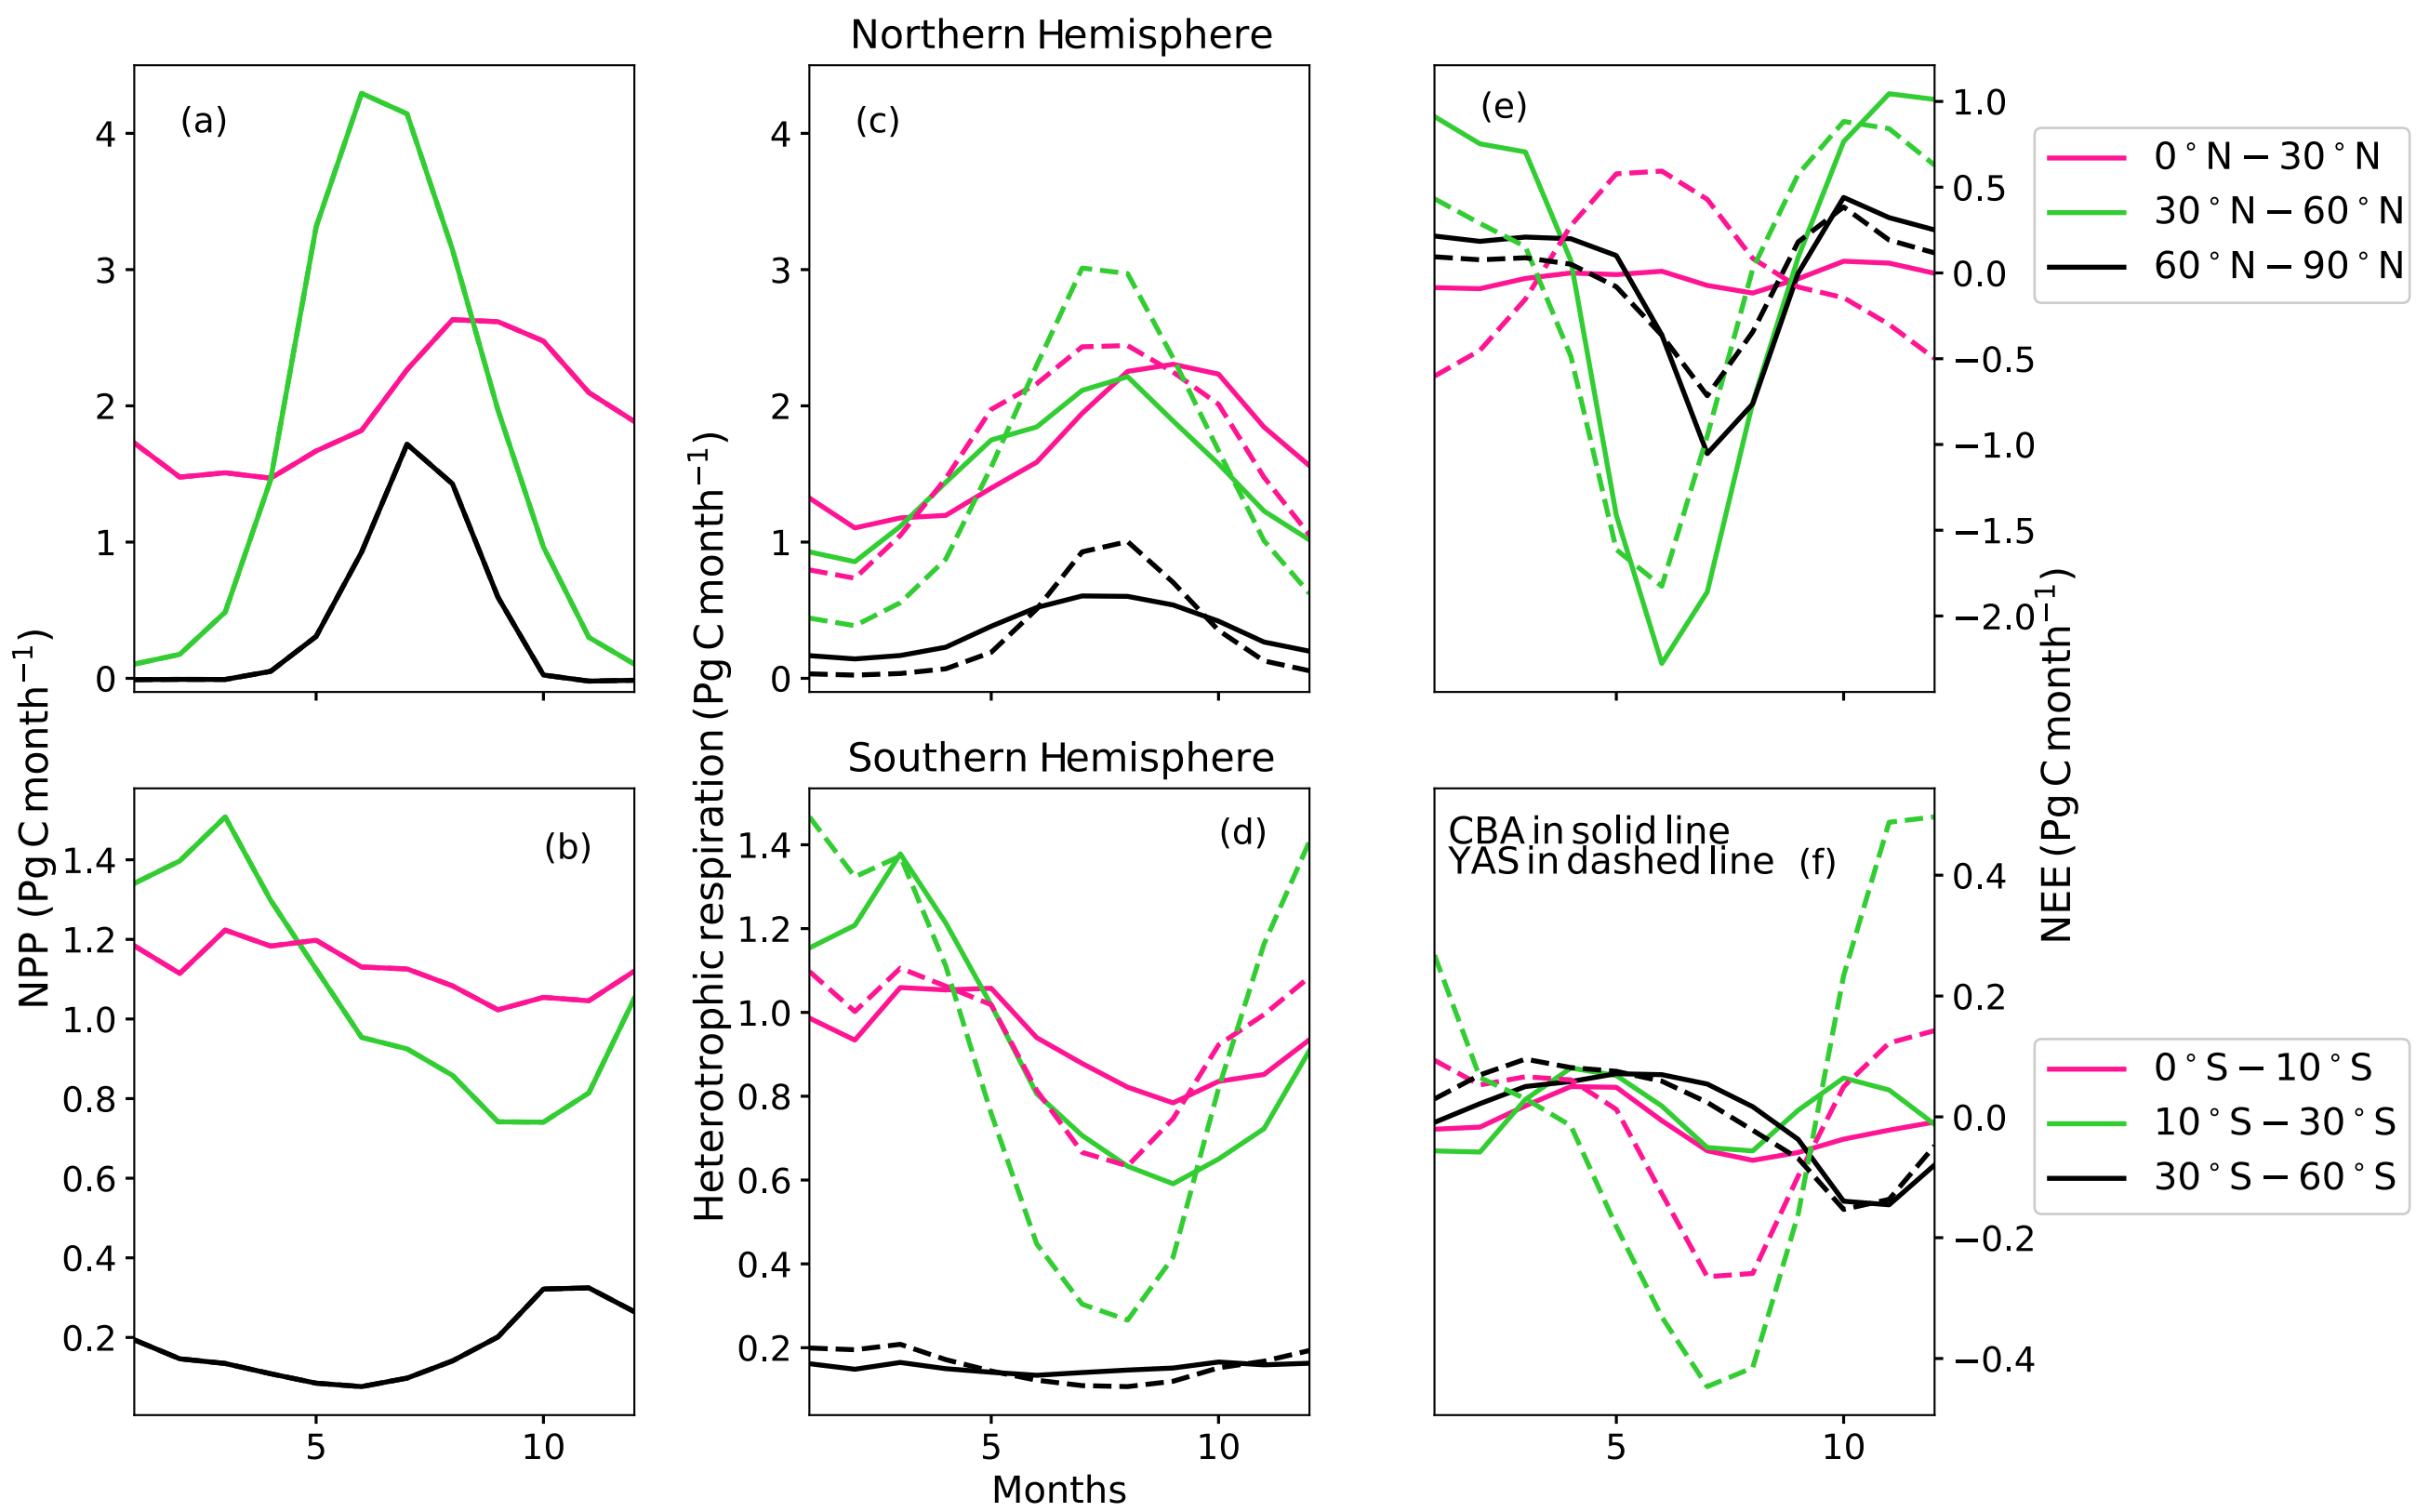 Northern Hemisphere
(a)
4
3
2
1
0
(c)
4
3
2
1
0
(e)
1.0
0.5
0.0
−0.5
−1.0
−1.5
−2.0
0°N − 30°N
30°N − 60°N
60°N − 90°N
NPP (Pg C month⁻¹)
Heterotrophic respiration (Pg C month⁻¹)
NEE (Pg C month⁻¹)
Southern Hemisphere
(b)
1.4
1.2
1.0
0.8
0.6
0.4
0.2
5
10
(d)
1.4
1.2
1.0
0.8
0.6
0.4
0.2
5
10
Months
CBA in solid line
YAS in dashed line (f)
0.4
0.2
0.0
−0.2
−0.4
5
10
0°S − 10°S
10°S − 30°S
30°S − 60°S